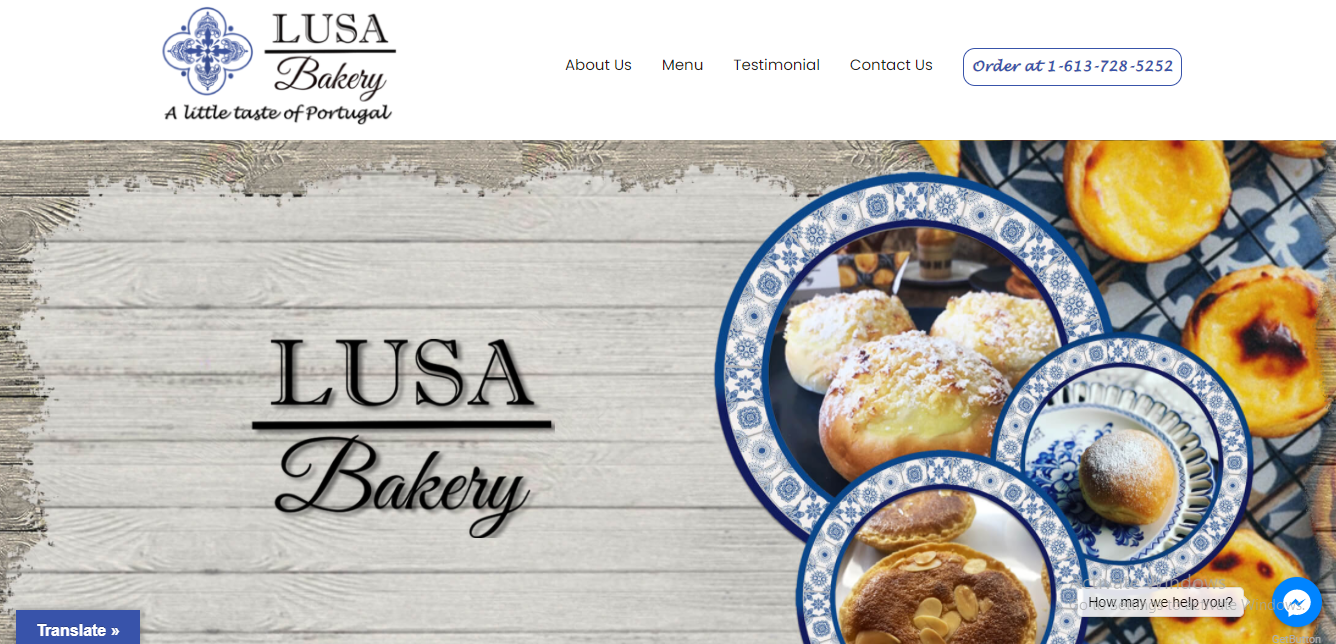 LUSA
Bakery
A little taste of Portugal
About Us
Menu
Testimonial
Contact Us
Order at 1-613-728-5252
LUSA
Bakery
How may we help you?
Translate »